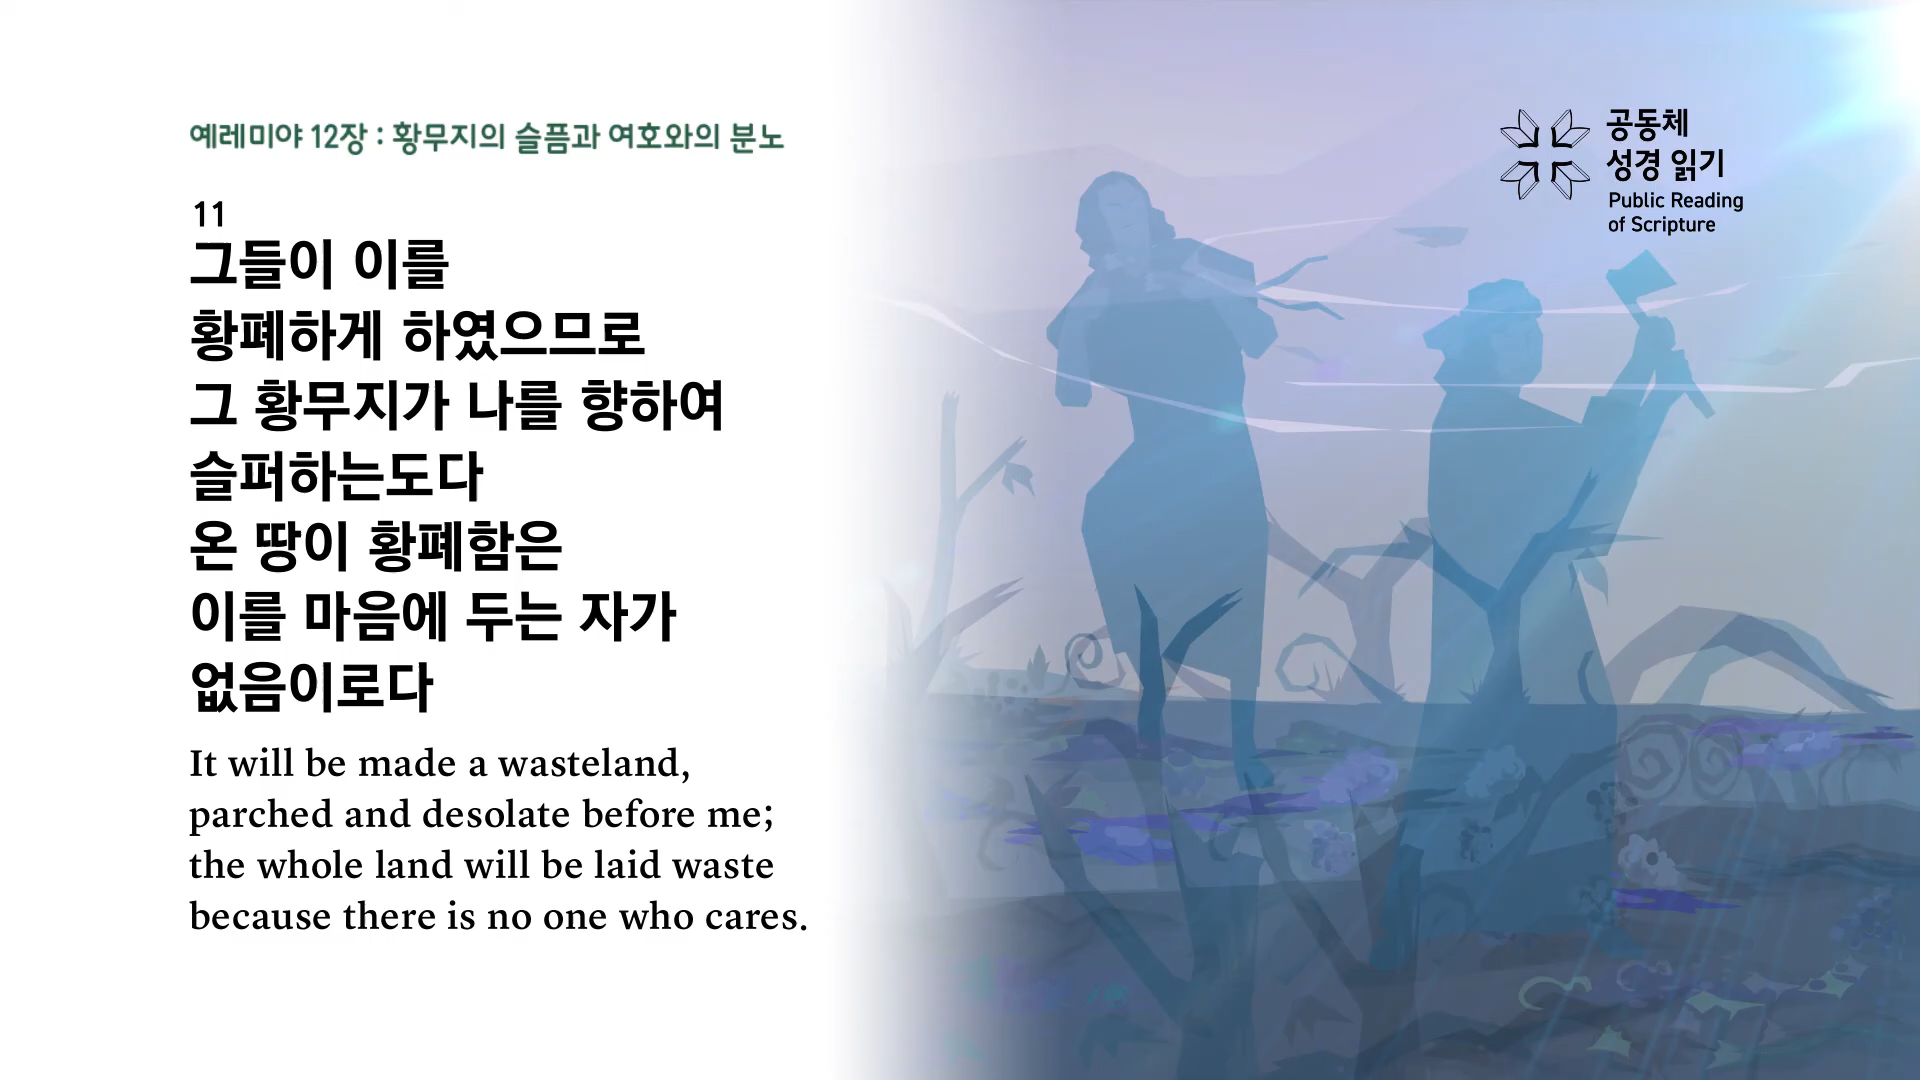 예레미야 12장 : 황무지의 슬픔과 여호와의 분노
11
그들이 이를
황폐하게 하였으므로
그 황무지가 나를 향하여
슬퍼하는도다
온 땅이 황폐함은
이를 마음에 두는 자가
없음이로다
It will be made a wasteland,
parched and desolate before me;
the whole land will be laid waste
because there is no one who cares.
공동체
성경 읽기
Public Reading
of Scripture